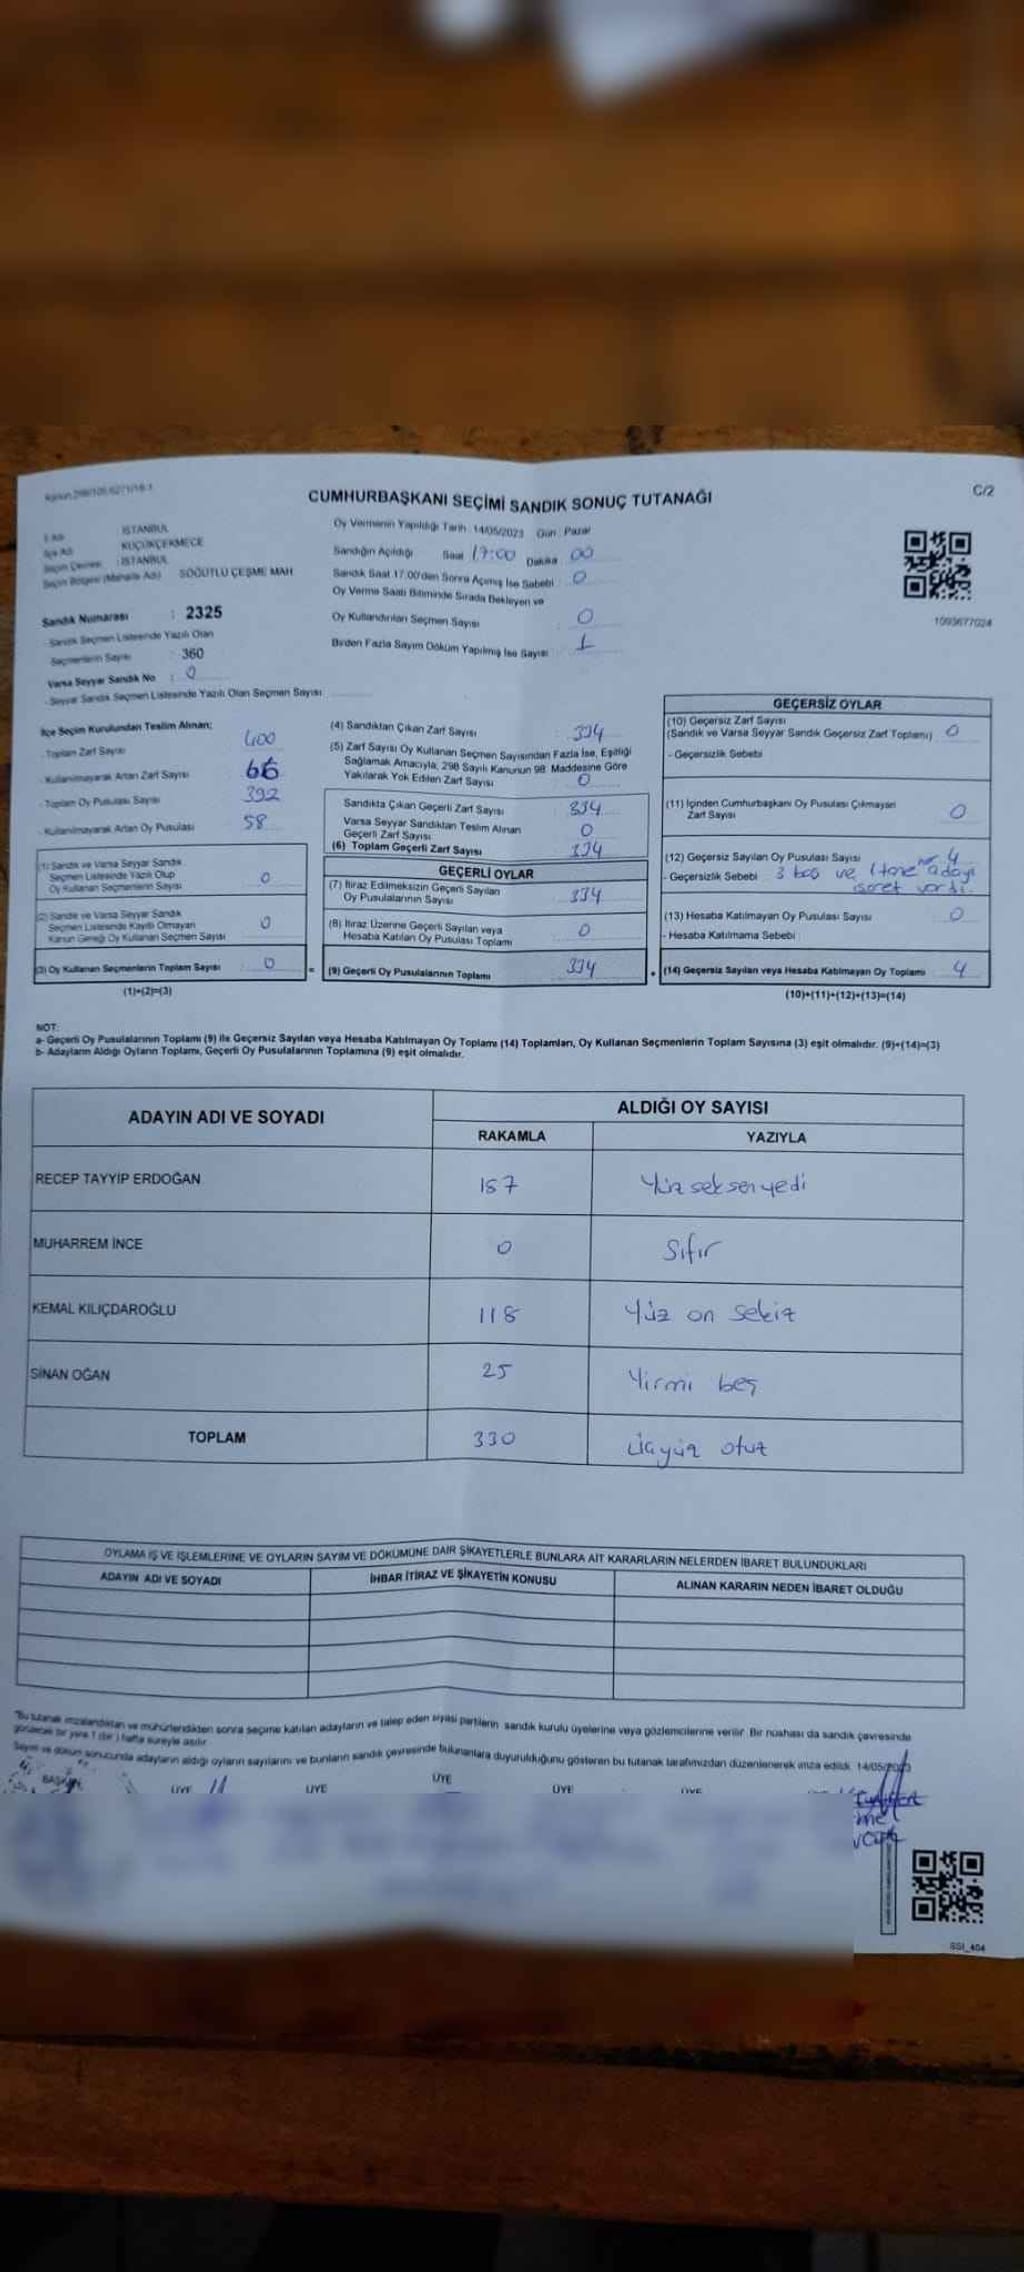 C/2
CUMHURBAŞKANI SEÇİMİ SANDIK SONUÇ TUTANAĞI
İl Adı İSTANBUL
İlçe Adı KÜÇÜKÇEKMECE
Seçim Çevresi : İSTANBUL
Seçim Bölgesi (Mahalle Adı) SÖĞÜTLÜ ÇEŞME MAH
Sandık Numarası : 2325
Sandık Seçmen Listesinde Yazılı Olan
Seçmenlerin Sayısı 360
Varsa Seyyar Sandık No : 0
- Seyyar Sandık Seçmen Listesinde Yazılı Olan Seçmen Sayısı
Oy Vermenin Yapıldığı Tarih : 14/05/2023 Gün : Pazar
Sandığın Açıldığı Saat 17:00 Dakika 00
Sandık Saat 17.00'den Sonra Açılmış İse Sebebi : 0
Oy Verme Saati Bitiminde Sırada Bekleyen ve
Oy Kullandırılan Seçmen Sayısı : 0
Birden Fazla Sayım Döküm Yapılmış İse Sayısı : 1
1093677024
İlçe Seçim Kurulundan Teslim Alınan:
- Toplam Zarf Sayısı 400
- Kullanılmayarak Artan Zarf Sayısı 66
- Toplam Oy Pusulası Sayısı 392
- Kullanılmayarak Artan Oy Pusulası 58
(1) Sandık ve Varsa Seyyar Sandık
Seçmen Listesinde Yazılı Olup
Oy Kullanan Seçmenlerin Sayısı 0
(2) Sandık ve Varsa Seyyar Sandık
Seçmen Listesinde Kayıtlı Olmayan
Kanun Gereği Oy Kullanan Seçmen Sayısı 0
(3) Oy Kullanan Seçmenlerin Toplam Sayısı 0
(1)+(2)=(3)
(4) Sandıktan Çıkan Zarf Sayısı : 334
(5) Zarf Sayısı Oy Kullanan Seçmen Sayısından Fazla İse, Eşitliği
Sağlamak Amacıyla, 298 Sayılı Kanunun 98. Maddesine Göre
Yakılarak Yok Edilen Zarf Sayısı : 0
Sandıkta Çıkan Geçerli Zarf Sayısı : 334
Varsa Seyyar Sandıktan Teslim Alınan
Geçerli Zarf Sayısı : 0
(6) Toplam Geçerli Zarf Sayısı : 334
GEÇERLİ OYLAR
(7) İtiraz Edilmeksizin Geçerli Sayılan
Oy Pusulalarının Sayısı : 334
(8) İtiraz Üzerine Geçerli Sayılan veya
Hesaba Katılan Oy Pusulası Toplamı : 0
= (9) Geçerli Oy Pusulalarının Toplamı : 334
GEÇERSİZ OYLAR
(10) Geçersiz Zarf Sayısı
(Sandık ve Varsa Seyyar Sandık Geçersiz Zarf Toplamı) 0
- Geçersizlik Sebebi
(11) İçinden Cumhurbaşkanı Oy Pusulası Çıkmayan
Zarf Sayısı 0
(12) Geçersiz Sayılan Oy Pusulası Sayısı 4
- Geçersizlik Sebebi 3 boş ve 1 tane her adayı
işaret vardı.
(13) Hesaba Katılmayan Oy Pusulası Sayısı 0
- Hesaba Katılmama Sebebi
+ (14) Geçersiz Sayılan veya Hesaba Katılmayan Oy Toplamı 4
(10)+(11)+(12)+(13)=(14)
NOT:
a- Geçerli Oy Pusulalarının Toplamı (9) ile Geçersiz Sayılan veya Hesaba Katılmayan Oy Toplamı (14) Toplamları, Oy Kullanan Seçmenlerin Toplam Sayısına (3) eşit olmalıdır. (9)+(14)=(3)
b- Adayların Aldığı Oyların Toplamı, Geçerli Oy Pusulalarının Toplamına (9) eşit olmalıdır.
ADAYIN ADI VE SOYADI ALDIĞI OY SAYISI
RAKAMLA YAZIYLA
RECEP TAYYİP ERDOĞAN 187 Yüz seksen yedi
MUHARREM İNCE 0 Sıfır
KEMAL KILIÇDAROĞLU 118 Yüz on sekiz
SİNAN OĞAN 25 Yirmi beş
TOPLAM 330 Üçyüz otuz
OYLAMA İŞ VE İŞLEMLERİNE VE OYLARIN SAYIM VE DÖKÜMÜNE DAİR ŞİKAYETLERLE BUNLARA AİT KARARLARIN NELERDEN İBARET BULUNDUKLARI
ADAYIN ADI VE SOYADI İHBAR İTİRAZ VE ŞİKAYETİN KONUSU ALINAN KARARIN NEDEN İBARET OLDUĞU
"Bu tutanak imzalandıktan ve mühürlendikten sonra seçime katılan adayların ve talep eden siyasi partilerin sandık kurulu üyelerine veya gözlemcilerine verilir. Bir nüshası da sandık çevresinde
görülecek bir yere 1 (bir) hafta süreyle asılır.
Sayım ve döküm sonucunda adayların aldığı oyların sayılarını ve bunların sandık çevresinde bulunanlara duyurulduğunu gösteren bu tutanak tarafımızdan düzenlenerek imza edildi. 14/05/2023
BAŞKAN ÜYE ÜYE ÜYE ÜYE ÜYE
SSI_404